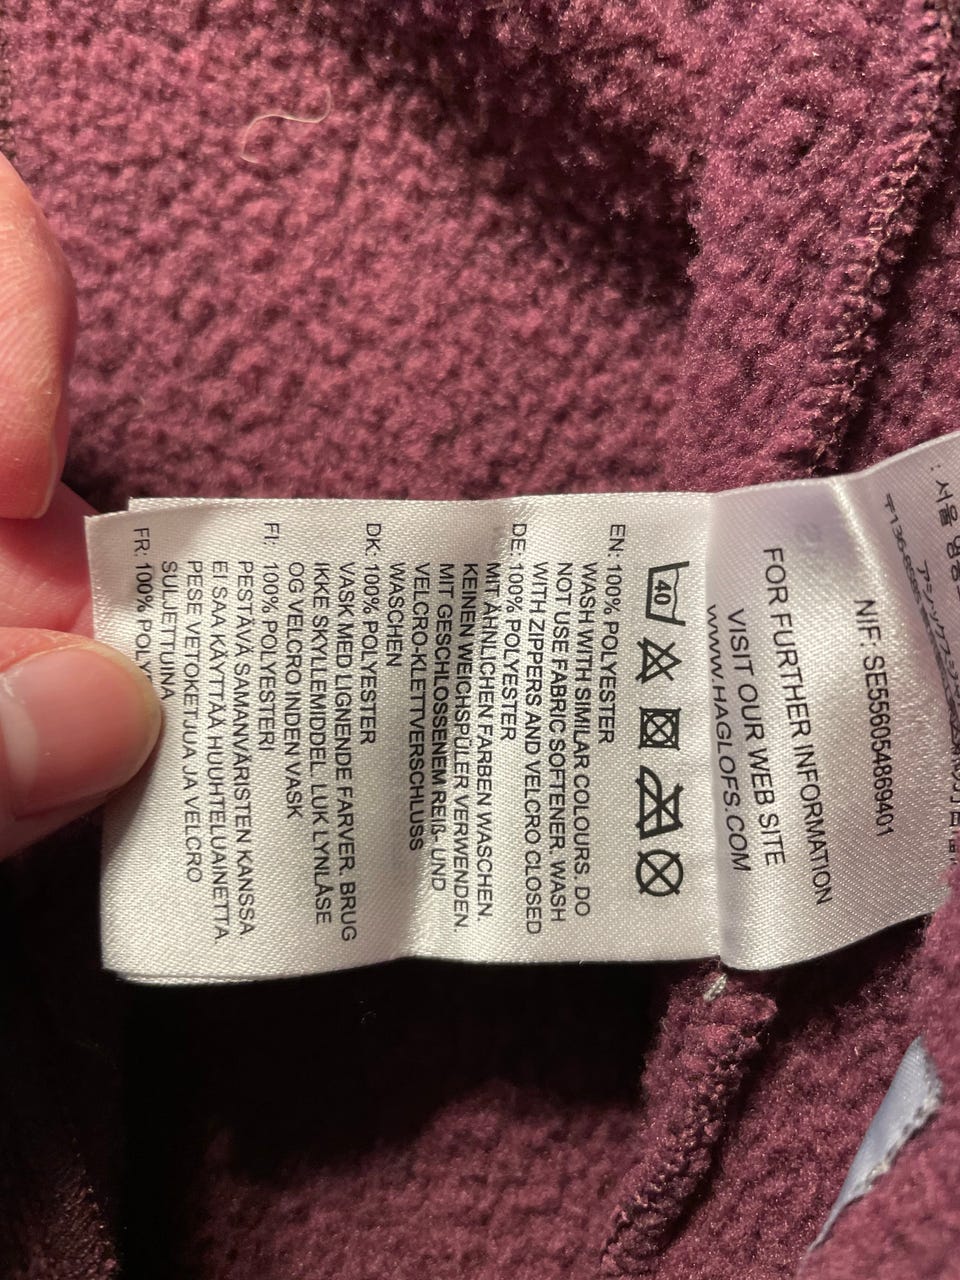 NIF: SE556054869401
FOR FURTHER INFORMATION
VISIT OUR WEB SITE
WWW.HAGLOFS.COM
40
EN: 100% POLYESTER
WASH WITH SIMILAR COLOURS. DO
NOT USE FABRIC SOFTENER. WASH
WITH ZIPPERS AND VELCRO CLOSED
DE: 100% POLYESTER
MIT ÄHNLICHEN FARBEN WASCHEN.
KEINEN WEICHSPÜLER VERWENDEN.
MIT GESCHLOSSENEM REIß- UND
VELCRO-KLETTVERSCHLUSS
WASCHEN
DK: 100% POLYESTER
VASK MED LIGNENDE FARVER. BRUG
IKKE SKYLLEMIDDEL. LUK LYNLÅSE
OG VELCRO INDEN VASK
FI: 100% POLYESTERI
PESTÄVÄ SAMANVÄRISTEN KANSSA.
EI SAA KÄYTTÄÄ HUUHTELUAINETTA.
PESE VETOKETJUA JA VELCRO
SULJETTUINA
FR: 100%